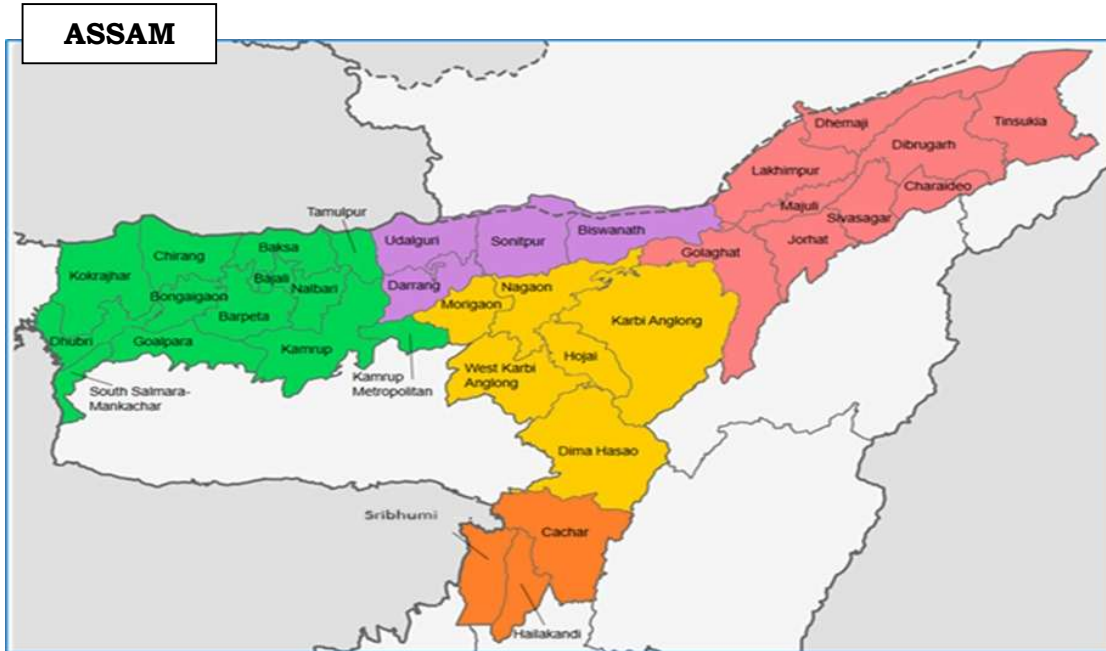 ASSAM
Tinsukia
Dhemaji
Dibrugarh
Lakhimpur
Charaideo
Majuli
Sivasagar
Jorhat
Golaghat
Tamulpur
Udalguri
Sonitpur
Biswanath
Baksa
Chirang
Kokrajhar
Bajali
Nalbari
Darrang
Bongaigaon
Barpeta
Morigaon
Nagaon
Karbi Anglong
Dhubri
Goalpara
Kamrup
Hojai
West Karbi
Anglong
Kamrup
Metropolitan
South Salmara-
Mankachar
Dima Hasao
Sribhumi
Cachar
Hailakandi